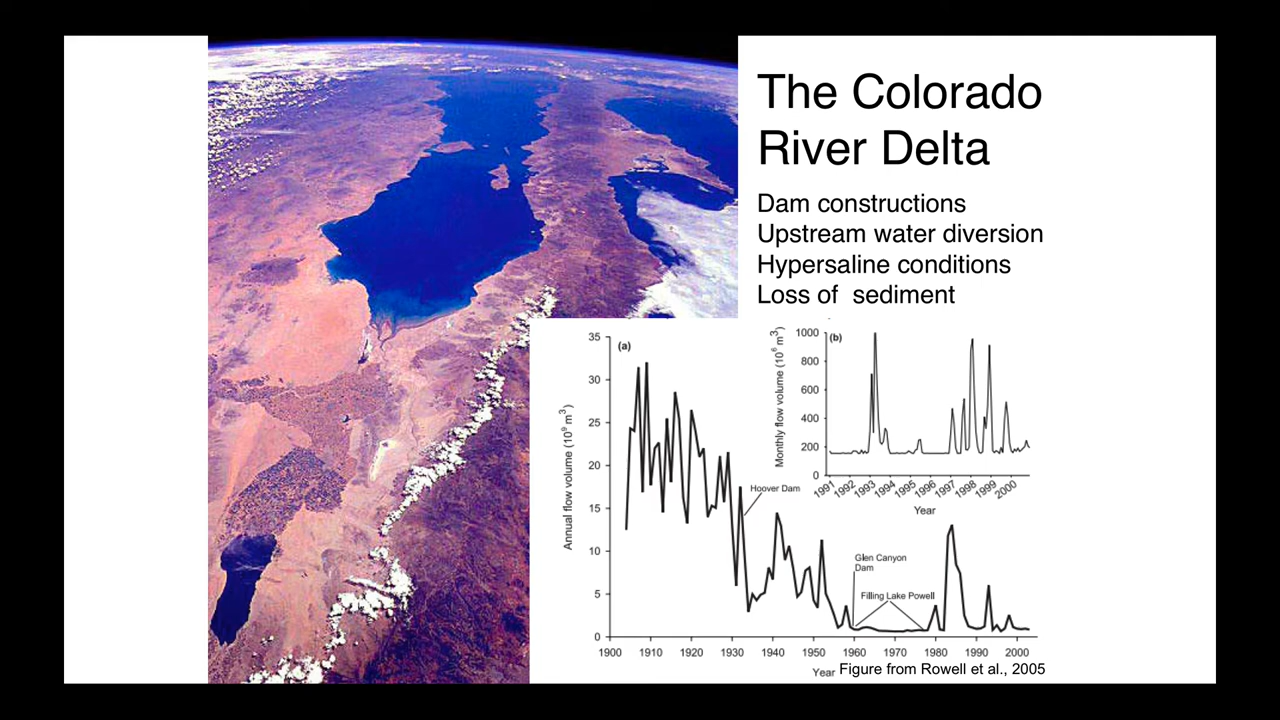 The Colorado
River Delta
Dam constructions
Upstream water diversion
Hypersaline conditions
Loss of  sediment
(a)
Annual flow volume (10⁹ m³)
35
30
25
20
15
10
5
0
Hoover Dam
Glen Canyon
Dam
Filling Lake Powell
1900 1910 1920 1930 1940 1950 1960 1970 1980 1990 2000
Year
(b)
Monthly flow volume (10⁶ m³)
1000
800
600
400
200
0
1991 1992 1993 1994 1995 1996 1997 1998 1999 2000
Year
Figure from Rowell et al., 2005